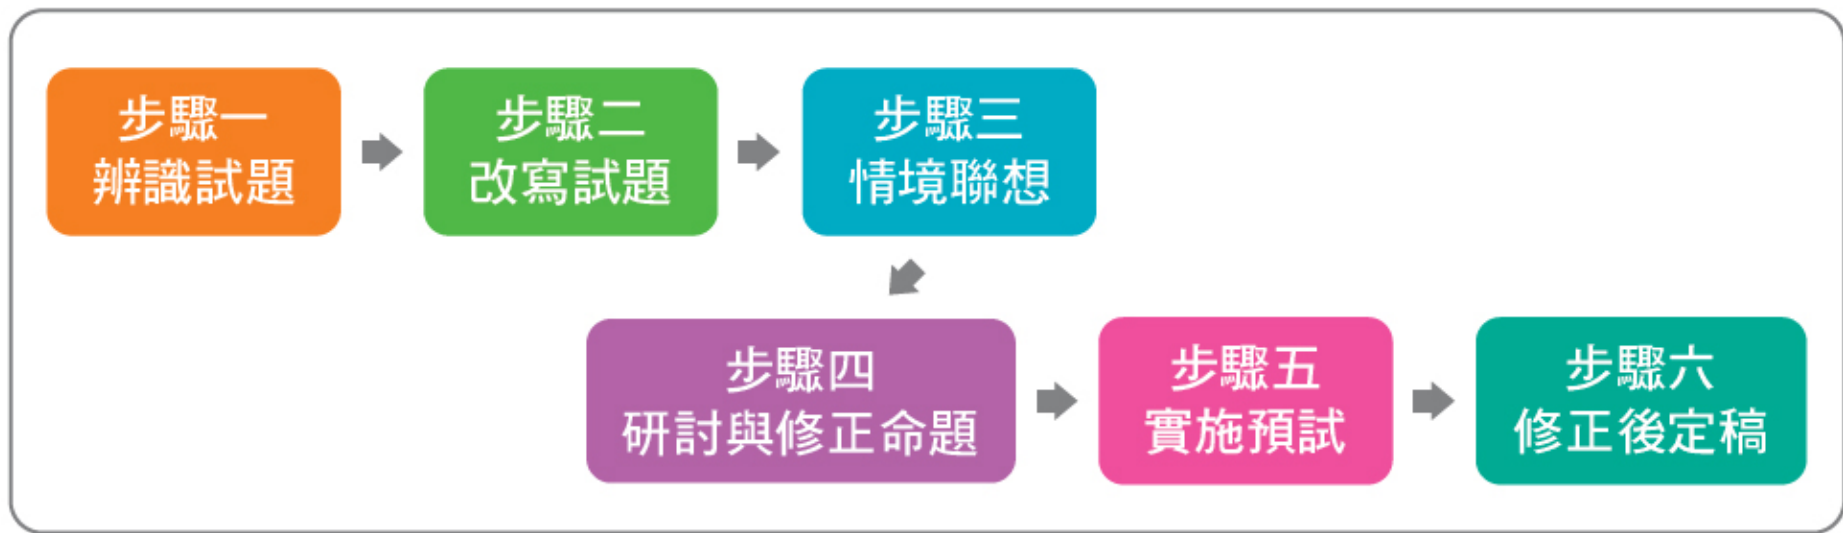 步驟一
辨識試題
步驟二
改寫試題
步驟三
情境聯想
步驟四
研討與修正命題
步驟五
實施預試
步驟六
修正後定稿